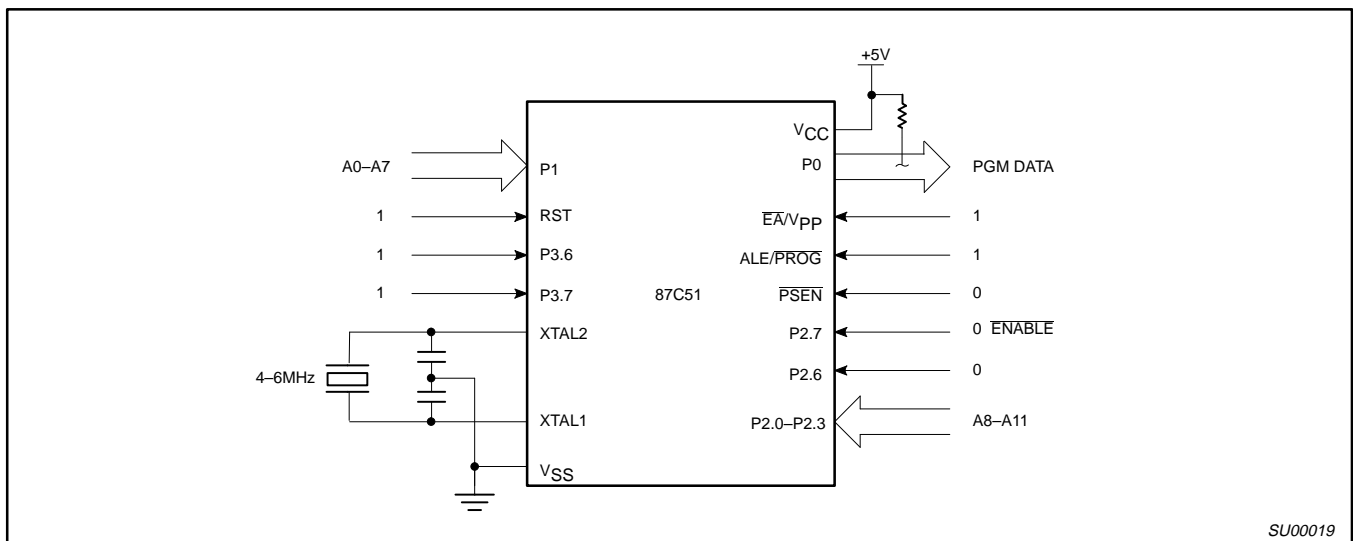 +5V
VCC
A0–A7
P1
P0
PGM DATA
1
RST
EA/VPP
1
1
P3.6
ALE/PROG
1
1
P3.7
87C51
PSEN
0
XTAL2
P2.7
0 ENABLE
4–6MHz
P2.6
0
XTAL1
P2.0–P2.3
A8–A11
VSS
SU00019